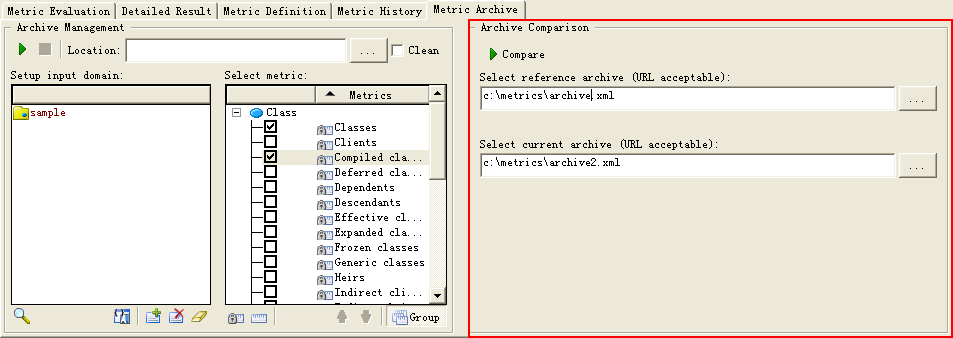 Metric Evaluation Detailed Result Metric Definition Metric History Metric Archive
Archive Management
Location: ... Clean
Setup input domain:
sample
Select metric:
Metrics
Class
Classes
Clients
Compiled cla...
Deferred cla...
Dependents
Descendants
Effective cl...
Expanded cla...
Frozen classes
Generic classes
Heirs
Indirect cli...
Group
Archive Comparison
Compare
Select reference archive (URL acceptable):
c:\metrics\archive.xml ...
Select current archive (URL acceptable):
c:\metrics\archive2.xml ...